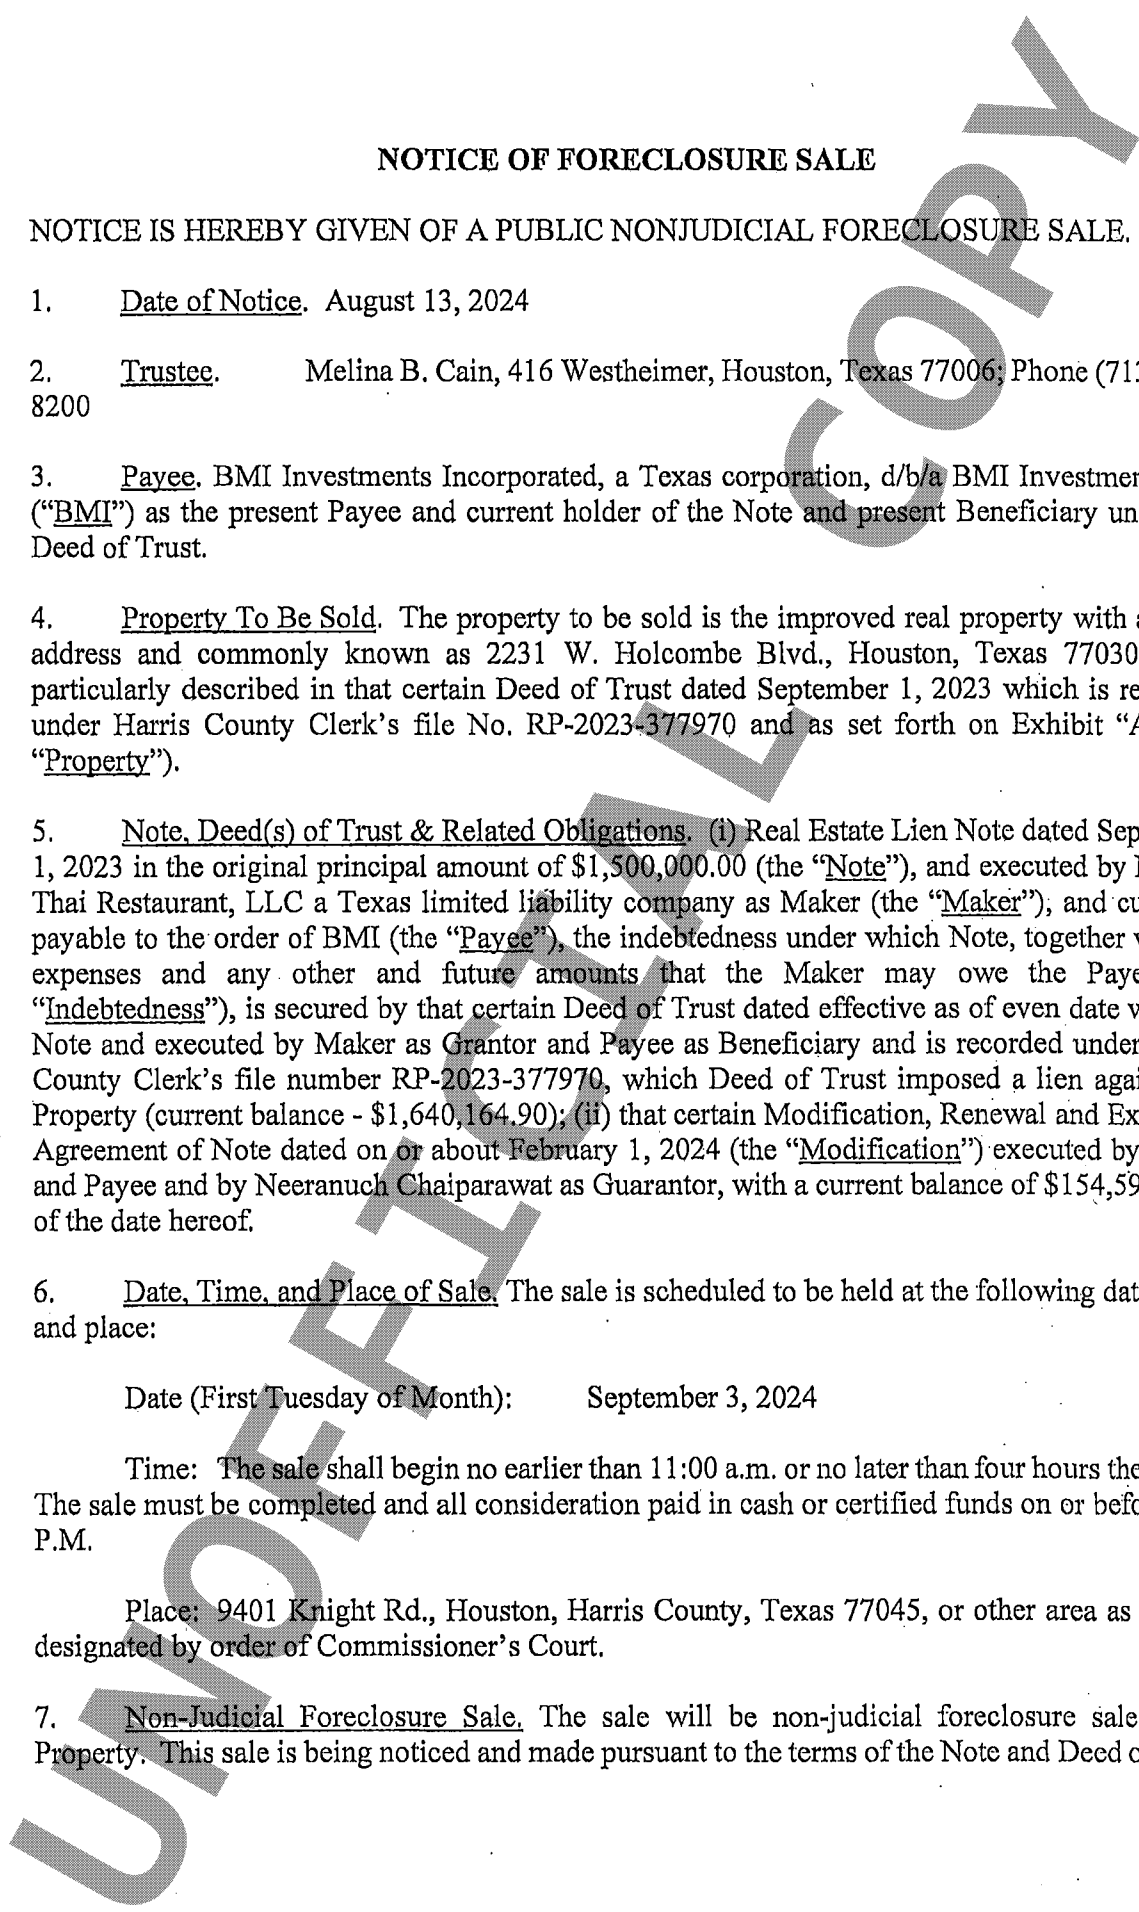 NOTICE OF FORECLOSURE SALE
NOTICE IS HEREBY GIVEN OF A PUBLIC NONJUDICIAL FORECLOSURE SALE.
1. Date of Notice. August 13, 2024
2. Trustee. Melina B. Cain, 416 Westheimer, Houston, Texas 77006; Phone (713
8200
3. Payee. BMI Investments Incorporated, a Texas corporation, d/b/a BMI Investmen
("BMI") as the present Payee and current holder of the Note and present Beneficiary un
Deed of Trust.
4. Property To Be Sold. The property to be sold is the improved real property with a
address and commonly known as 2231 W. Holcombe Blvd., Houston, Texas 77030
particularly described in that certain Deed of Trust dated September 1, 2023 which is re
under Harris County Clerk's file No. RP-2023-377970 and as set forth on Exhibit "A
"Property").
5. Note, Deed(s) of Trust & Related Obligations. (i) Real Estate Lien Note dated Sep
1, 2023 in the original principal amount of $1,500,000.00 (the "Note"), and executed by
Thai Restaurant, LLC a Texas limited liability company as Maker (the "Maker"); and cu
payable to the order of BMI (the "Payee"), the indebtedness under which Note, together
expenses and any other and future amounts that the Maker may owe the Paye
"Indebtedness"), is secured by that certain Deed of Trust dated effective as of even date
Note and executed by Maker as Grantor and Payee as Beneficiary and is recorded under
County Clerk's file number RP-2023-377970, which Deed of Trust imposed a lien agai
Property (current balance - $1,640,164.90); (ii) that certain Modification, Renewal and Ex
Agreement of Note dated on or about February 1, 2024 (the "Modification") executed by
and Payee and by Neeranuch Chaiparawat as Guarantor, with a current balance of $154,59
of the date hereof.
6. Date, Time, and Place of Sale. The sale is scheduled to be held at the following dat
and place:
Date (First Tuesday of Month): September 3, 2024
Time: The sale shall begin no earlier than 11:00 a.m. or no later than four hours the
The sale must be completed and all consideration paid in cash or certified funds on or befo
P.M.
Place: 9401 Knight Rd., Houston, Harris County, Texas 77045, or other area as
designated by order of Commissioner's Court.
7. Non-Judicial Foreclosure Sale. The sale will be non-judicial foreclosure sale
Property. This sale is being noticed and made pursuant to the terms of the Note and Deed o
UNOFFICIAL COPY